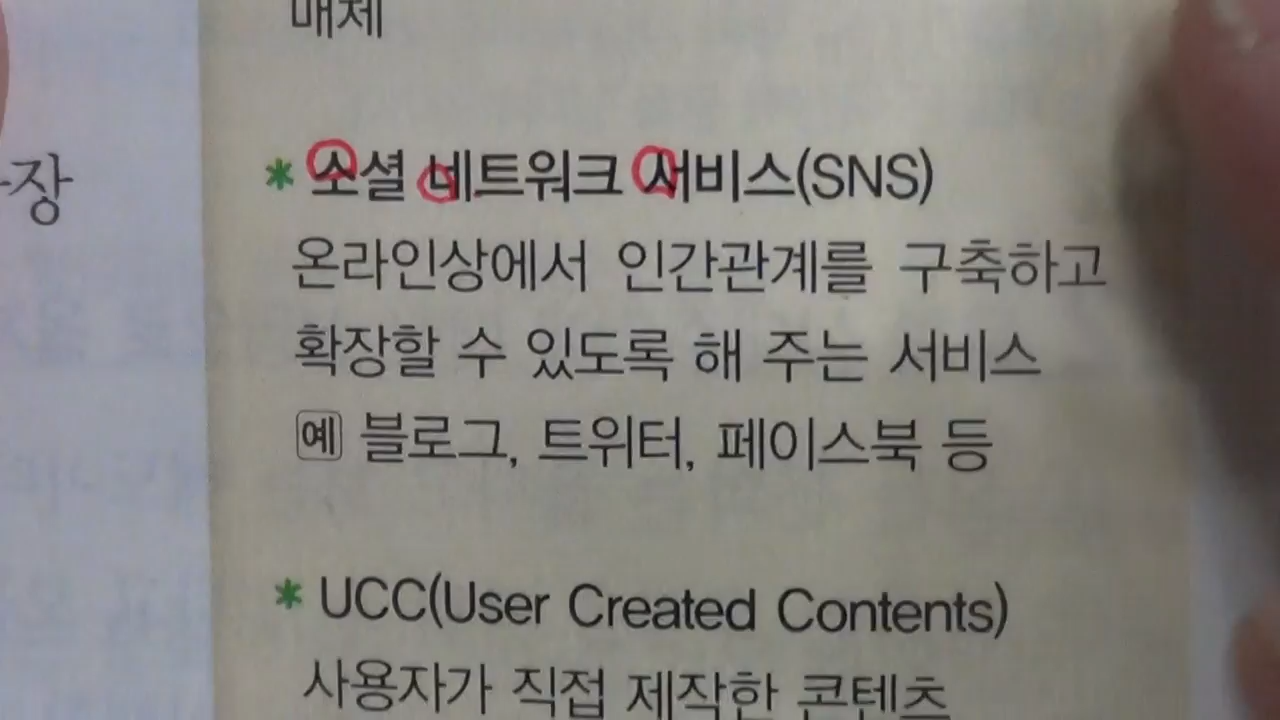 매체
장
* 소셜 네트워크 서비스(SNS)
온라인상에서 인간관계를 구축하고
확장할 수 있도록 해 주는 서비스
예 블로그, 트위터, 페이스북 등
* UCC(User Created Contents)
사용자가 직접 제작한 콘텐츠